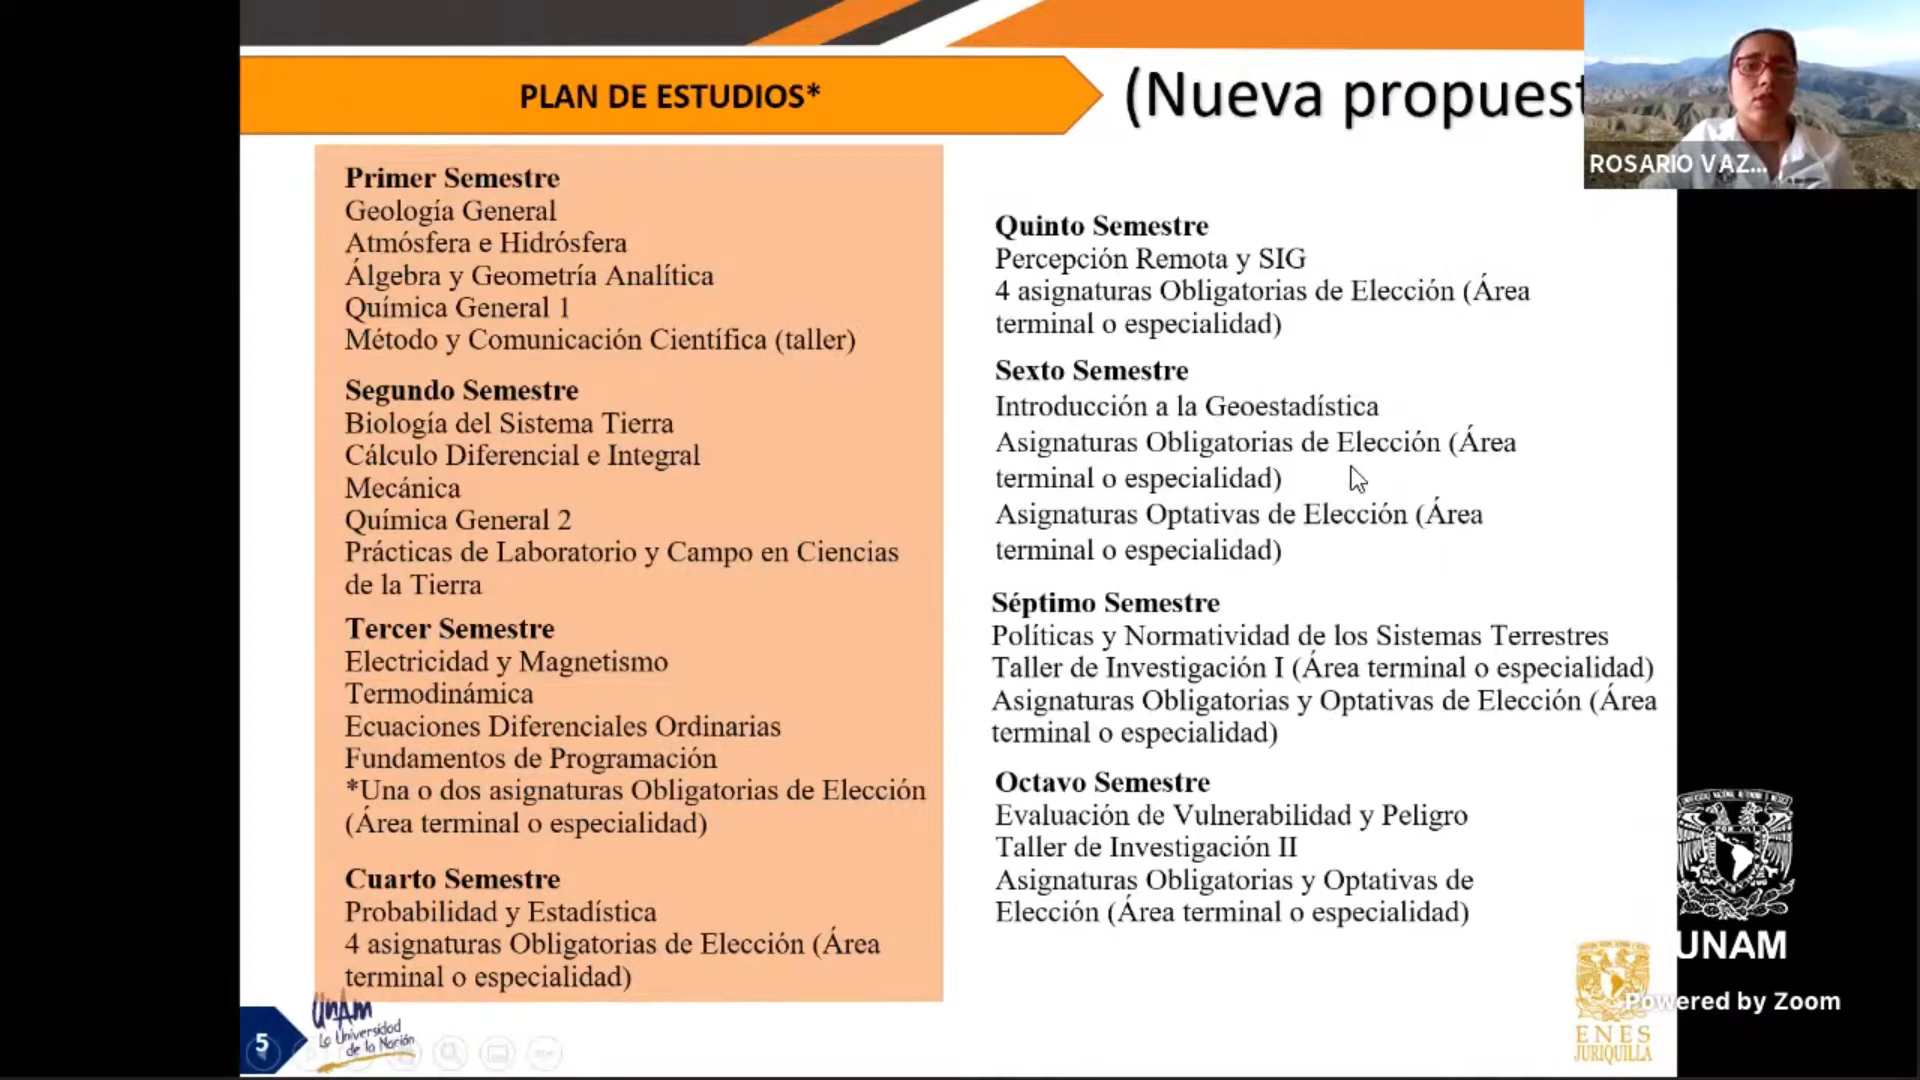 PLAN DE ESTUDIOS*
(Nueva propuest
ROSARIO VAZ...
Primer Semestre
Geología General
Atmósfera e Hidrósfera
Álgebra y Geometría Analítica
Química General 1
Método y Comunicación Científica (taller)
Segundo Semestre
Biología del Sistema Tierra
Cálculo Diferencial e Integral
Mecánica
Química General 2
Prácticas de Laboratorio y Campo en Ciencias
de la Tierra
Tercer Semestre
Electricidad y Magnetismo
Termodinámica
Ecuaciones Diferenciales Ordinarias
Fundamentos de Programación
*Una o dos asignaturas Obligatorias de Elección
(Área terminal o especialidad)
Cuarto Semestre
Probabilidad y Estadística
4 asignaturas Obligatorias de Elección (Área
terminal o especialidad)
Quinto Semestre
Percepción Remota y SIG
4 asignaturas Obligatorias de Elección (Área
terminal o especialidad)
Sexto Semestre
Introducción a la Geoestadística
Asignaturas Obligatorias de Elección (Área
terminal o especialidad)
Asignaturas Optativas de Elección (Área
terminal o especialidad)
Séptimo Semestre
Políticas y Normatividad de los Sistemas Terrestres
Taller de Investigación I (Área terminal o especialidad)
Asignaturas Obligatorias y Optativas de Elección (Área
terminal o especialidad)
Octavo Semestre
Evaluación de Vulnerabilidad y Peligro
Taller de Investigación II
Asignaturas Obligatorias y Optativas de
Elección (Área terminal o especialidad)
5
UNAM
La Universidad
de la Nación
UNAM
Powered by Zoom
ENES
JURIQUILLA